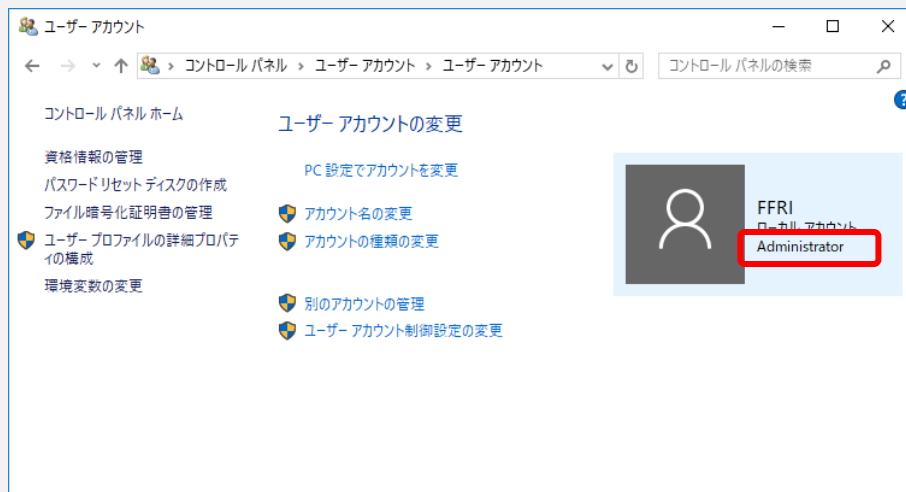 ユーザー アカウント
コントロール パネル › ユーザー アカウント › ユーザー アカウント
コントロール パネルの検索
コントロール パネル ホーム
資格情報の管理
パスワード リセット ディスクの作成
ファイル暗号化証明書の管理
ユーザー プロファイルの詳細プロパテ
ィの構成
環境変数の変更
ユーザー アカウントの変更
PC 設定でアカウントを変更
アカウント名の変更
アカウントの種類の変更
別のアカウントの管理
ユーザー アカウント制御設定の変更
FFRI
ローカル アカウント
Administrator
?